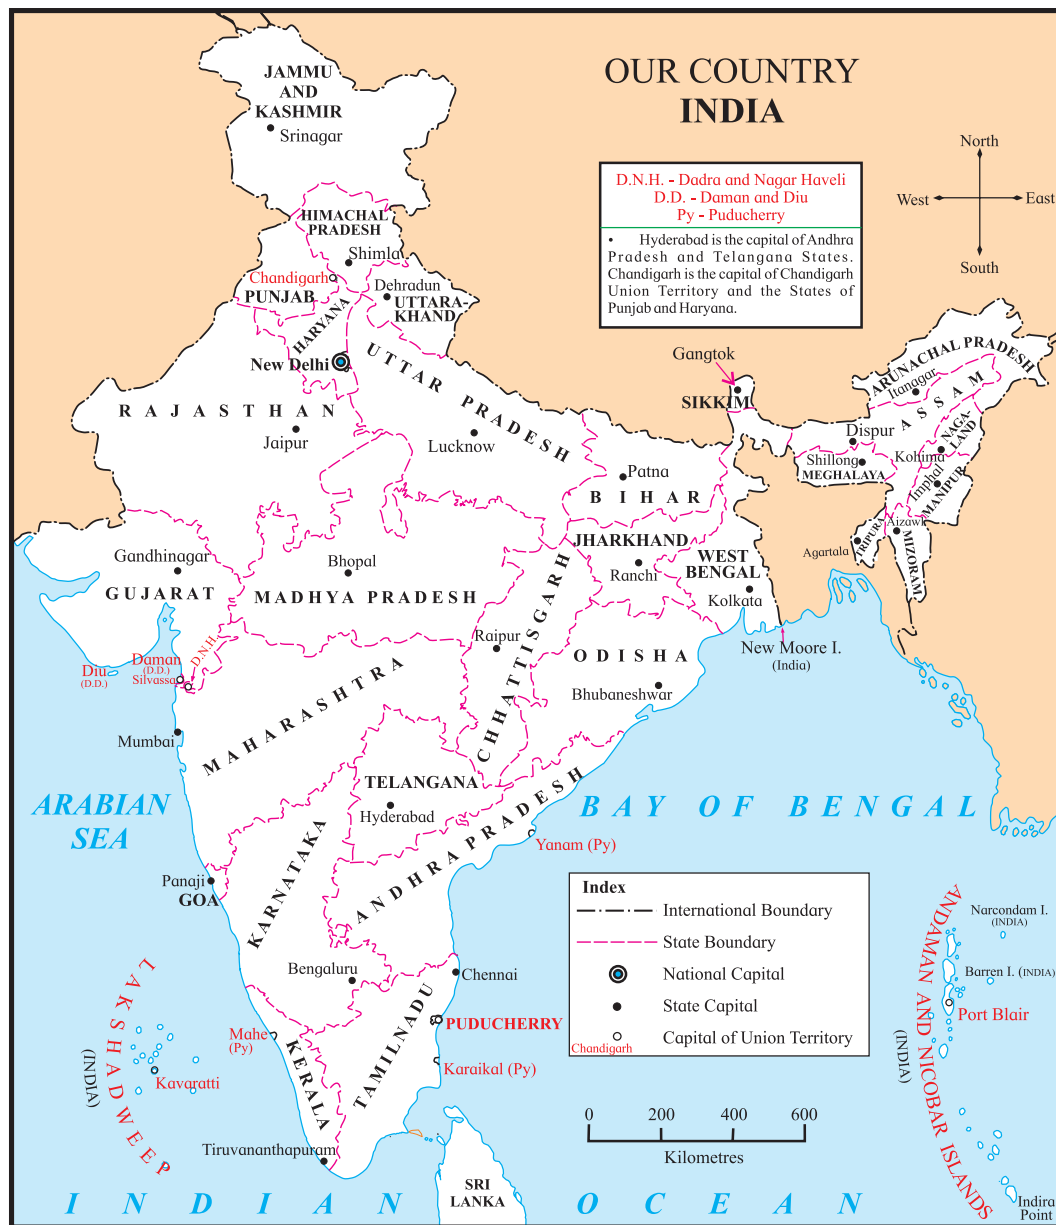 OUR COUNTRY
INDIA
JAMMU
AND
KASHMIR
Srinagar
North
West
East
South
D.N.H. - Dadra and Nagar Haveli
D.D. - Daman and Diu
Py - Puducherry
• Hyderabad is the capital of Andhra
Pradesh and Telangana States.
Chandigarh is the capital of Chandigarh
Union Territory and the States of
Punjab and Haryana.
HIMACHAL
PRADESH
Shimla
Chandigarh
PUNJAB
Dehradun
UTTARA-
KHAND
HARYANA
New Delhi
UTTAR PRADESH
Lucknow
RAJASTHAN
Jaipur
Gangtok
SIKKIM
ARUNACHAL PRADESH
Itanagar
ASSAM
Dispur
NAGA-
LAND
Kohima
Shillong
MEGHALAYA
Imphal
MANIPUR
Aizawl
MIZORAM
TRIPURA
Agartala
Patna
BIHAR
JHARKHAND
Ranchi
WEST
BENGAL
Kolkata
New Moore I.
(India)
Gandhinagar
GUJARAT
Bhopal
MADHYA PRADESH
CHHATTISGARH
Raipur
ODISHA
Bhubaneshwar
D.N.H.
Daman
(D.D.)
Silvassa
Diu
(D.D.)
MAHARASHTRA
Mumbai
TELANGANA
Hyderabad
ANDHRA PRADESH
Yanam (Py)
ARABIAN
SEA
BAY OF BENGAL
KARNATAKA
Panaji
GOA
Bengaluru
Chennai
TAMILNADU
PUDUCHERRY
Karaikal (Py)
Mahe
(Py)
KERALA
Tiruvananthapuram
LAKSHADWEEP
(INDIA)
Kavaratti
Index
International Boundary
State Boundary
National Capital
State Capital
Chandigarh
Capital of Union Territory
0 200 400 600
Kilometres
ANDAMAN AND NICOBAR ISLANDS
(INDIA)
Narcondam I.
(INDIA)
Barren I. (INDIA)
Port Blair
Indira
Point
SRI
LANKA
INDIAN OCEAN